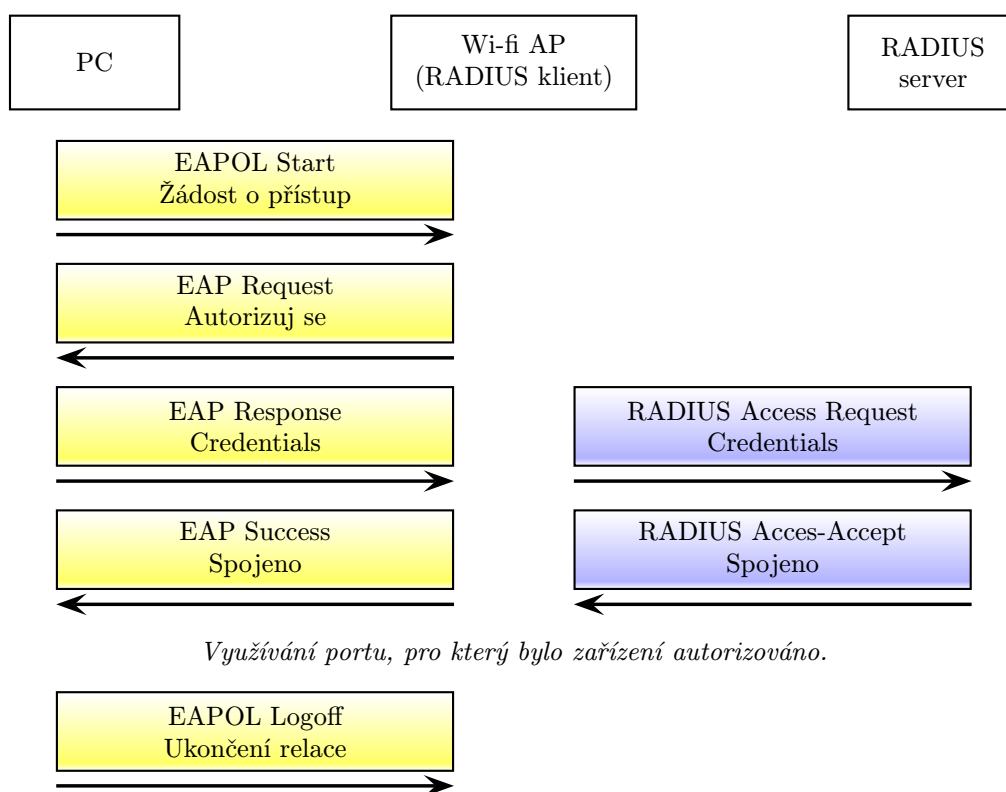 PC
Wi-fi AP
(RADIUS klient)
RADIUS
server
EAPOL Start
Žádost o přístup
EAP Request
Autorizuj se
EAP Response
Credentials
RADIUS Access Request
Credentials
EAP Success
Spojeno
RADIUS Acces-Accept
Spojeno
Využívání portu, pro který bylo zařízení autorizováno.
EAPOL Logoff
Ukončení relace